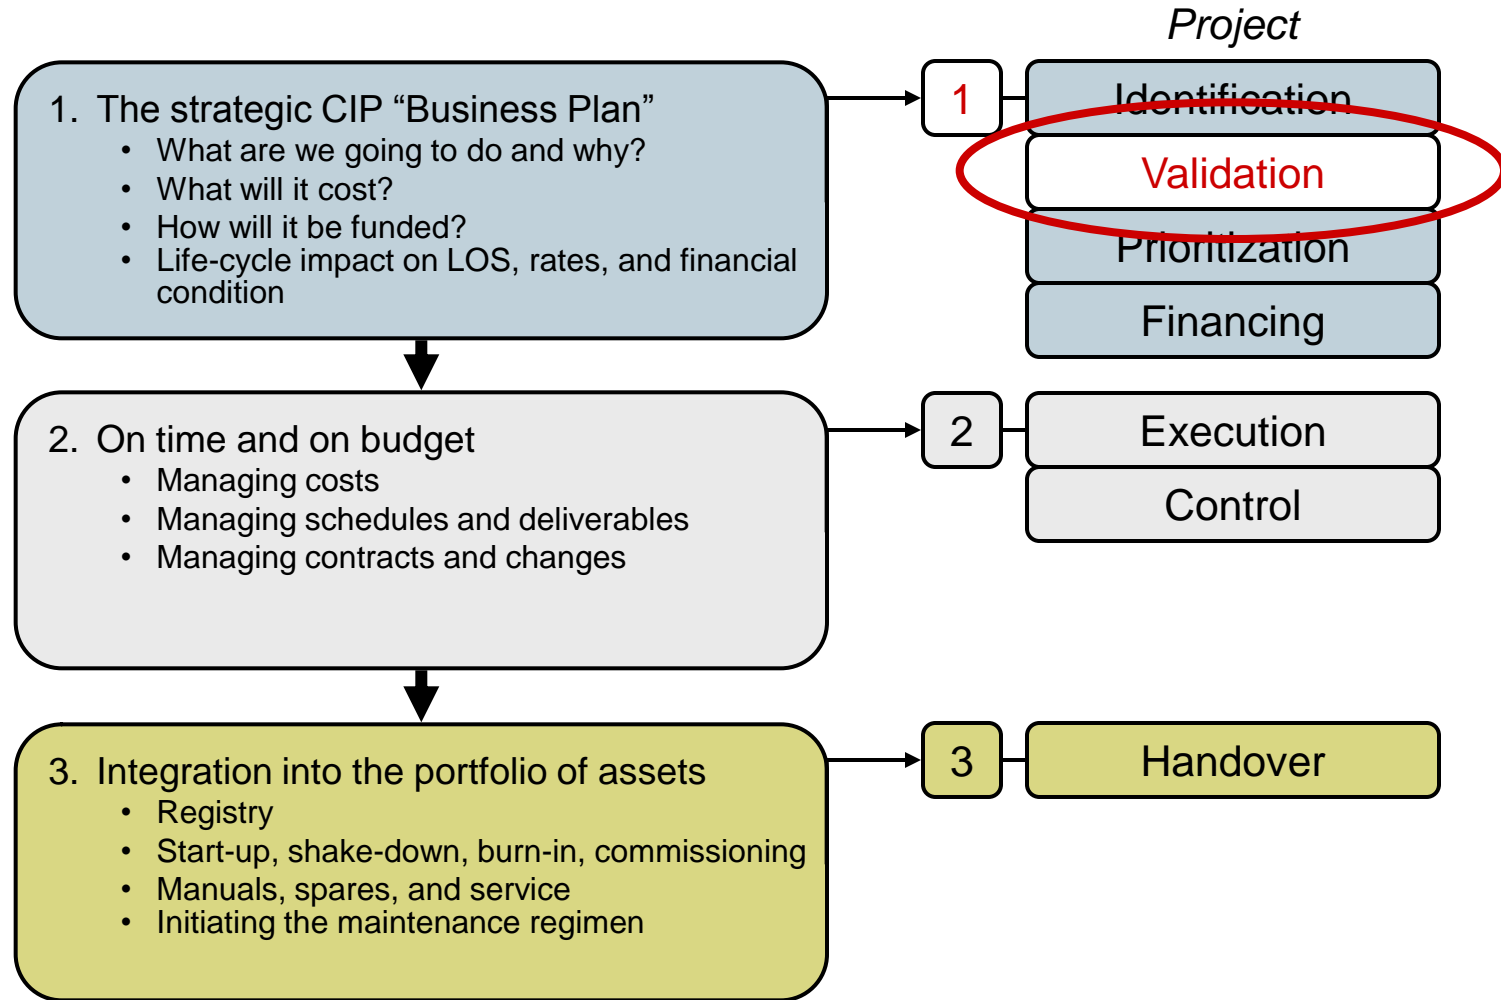 Project
1. The strategic CIP “Business Plan”
• What are we going to do and why?
• What will it cost?
• How will it be funded?
• Life-cycle impact on LOS, rates, and financial
condition
1
Identification
Validation
Prioritization
Financing
2. On time and on budget
• Managing costs
• Managing schedules and deliverables
• Managing contracts and changes
2
Execution
Control
3. Integration into the portfolio of assets
• Registry
• Start-up, shake-down, burn-in, commissioning
• Manuals, spares, and service
• Initiating the maintenance regimen
3
Handover